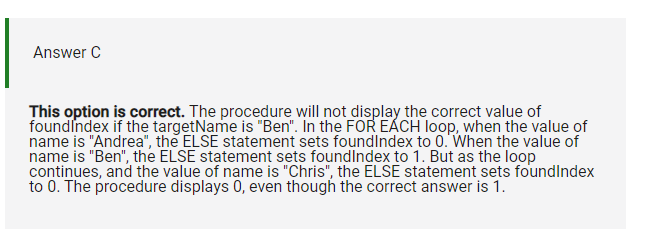 Answer C
This option is correct. The procedure will not display the correct value of
foundIndex if the targetName is "Ben". In the FOR EACH loop, when the value of
name is "Andrea", the ELSE statement sets foundIndex to 0. When the value of
name is "Ben", the ELSE statement sets foundIndex to 1. But as the loop
continues, and the value of name is "Chris", the ELSE statement sets foundIndex
to 0. The procedure displays 0, even though the correct answer is 1.